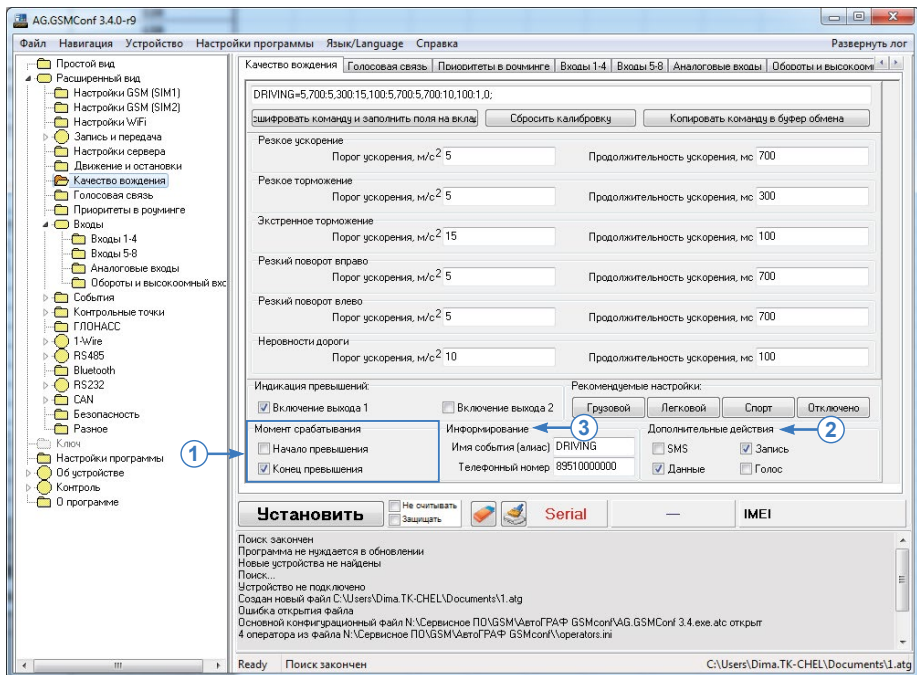 AG.GSMConf 3.4.0-r9
Файл Навигация Устройство Настройки программы Язык/Language Справка Развернуть лог
Простой вид
Расширенный вид
Настройки GSM (SIM1)
Настройки GSM (SIM2)
Настройки WiFi
Запись и передача
Настройки сервера
Движение и остановки
Качество вождения
Голосовая связь
Приоритеты в роуминге
Входы
Входы 1-4
Входы 5-8
Аналоговые входы
Обороты и высокоомный вхс
События
Контрольные точки
ГЛОНАСС
1-Wire
RS485
Bluetooth
RS232
CAN
Безопасность
Разное
Ключ
Настройки программы
Об устройстве
Контроль
О программе
Качество вождения Голосовая связь Приоритеты в роуминге Входы 1-4 Входы 5-8 Аналоговые входы Обороты и высокоом
DRIVING=5,700:5,300:15,100:5,700:5,700:10,100:1,0;
сшифровать команду и заполнить поля на вклад Сбросить калибровку Копировать команду в буфер обмена
Резкое ускорение
Порог ускорения, м/с2 5 Продолжительность ускорения, мс 700
Резкое торможение
Порог ускорения, м/с2 5 Продолжительность ускорения, мс 300
Экстренное торможение
Порог ускорения, м/с2 15 Продолжительность ускорения, мс 100
Резкий поворот вправо
Порог ускорения, м/с2 5 Продолжительность ускорения, мс 700
Резкий поворот влево
Порог ускорения, м/с2 5 Продолжительность ускорения, мс 700
Неровности дороги
Порог ускорения, м/с2 10 Продолжительность ускорения, мс 100
Индикация превышений: Рекомендуемые настройки:
Включение выхода 1 Включение выхода 2 Грузовой Легковой Спорт Отключено
Момент срабатывания Информирование 3 Дополнительные действия 2
1 Начало превышения Имя события (алиас) DRIVING SMS Запись
Конец превышения Телефонный номер 89510000000 Данные Голос
Установить Не считывать Защищать Serial — IMEI
Поиск закончен
Программа не нуждается в обновлении
Новые устройства не найдены
Поиск...
Устройство не подключено
Создан новый файл C:\Users\Dima.TK-CHEL\Documents\1.atg
Ошибка открытия файла
Основной конфигурационный файл N:\Сервисное ПО\GSM\АвтоГРАФ GSMconf\AG.GSMConf 3.4.exe.atc открыт
4 оператора из файла N:\Сервисное ПО\GSM\АвтоГРАФ GSMconf\\operators.ini
Ready Поиск закончен C:\Users\Dima.TK-CHEL\Documents\1.atg